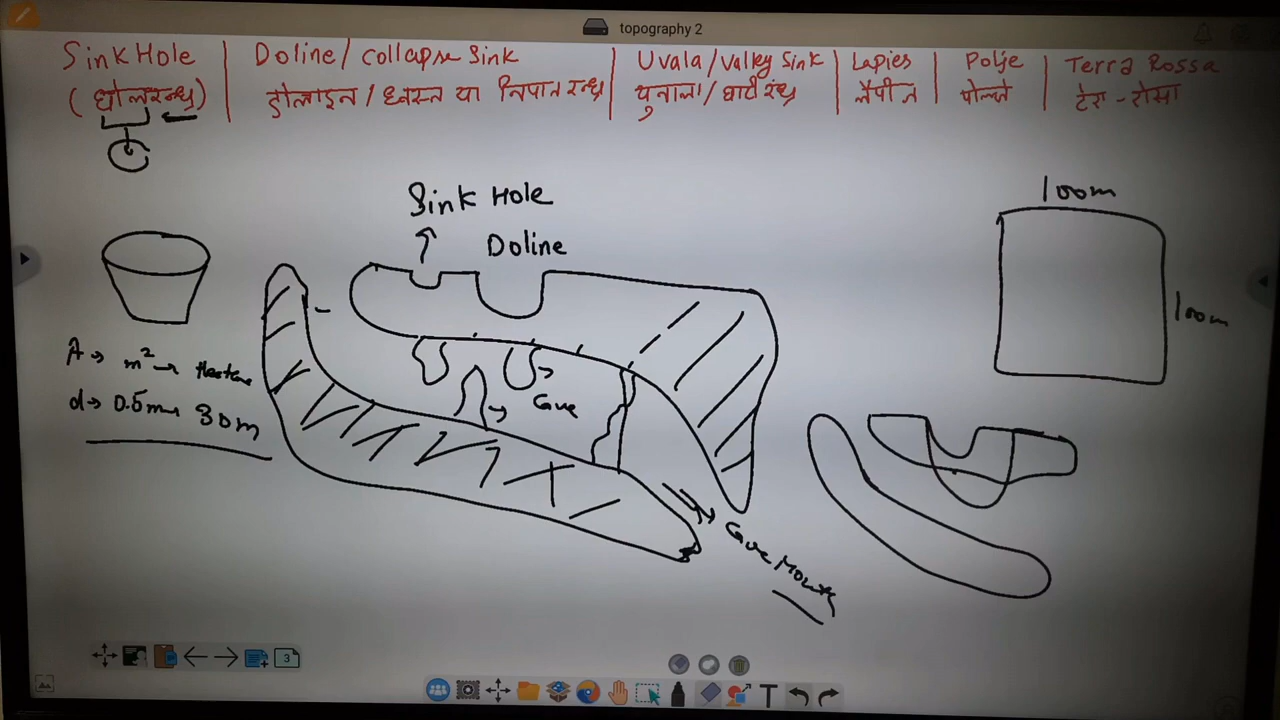 topography 2
Sink Hole | Doline / collapse Sink | Uvala / valley Sink | Lapies | Polje | Terra Rossa
(घोलरन्ध्र) | डोलाइन / ध्वस्त या निपात रन्ध्र | युवाला / घाटी रंध्र | लैपीज | पोल्जे | टेरा - रोसा
100m
Sink Hole
Doline
100m
A → m² → Hectare
d → 0.5m → 30m
Cave
Cave Mouth
3
T